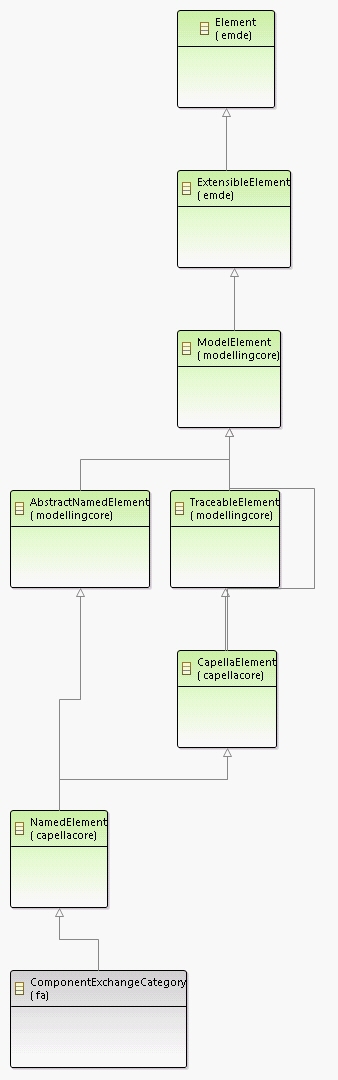 Element
( emde)
ExtensibleElement
( emde)
ModelElement
( modellingcore)
AbstractNamedElement
( modellingcore)
TraceableElement
( modellingcore)
CapellaElement
( capellacore)
NamedElement
( capellacore)
ComponentExchangeCategory
( fa)